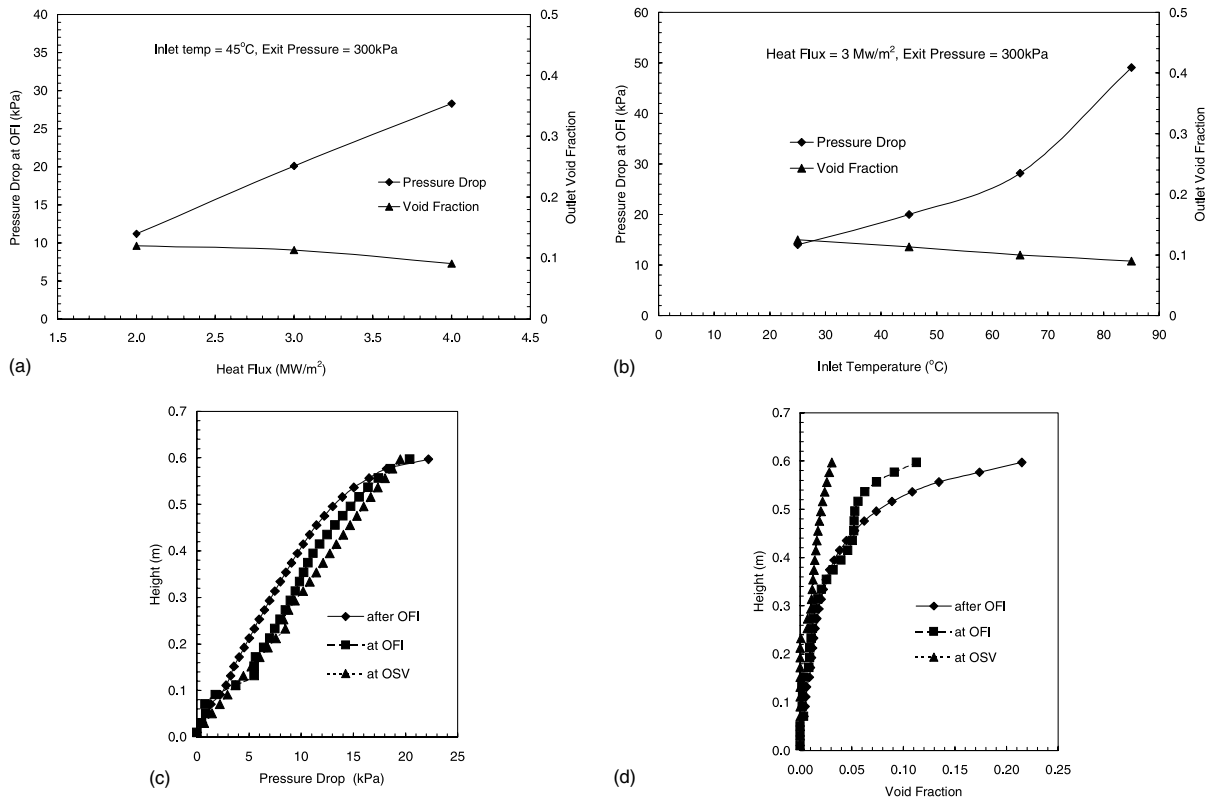 40
35
30
25
20
15
10
5
0
Pressure Drop at OFI (kPa)
Inlet temp = 45°C, Exit Pressure = 300kPa
Pressure Drop
Void Fraction
0.5
0.4
0.3
0.2
0.1
0
Outlet Void Fraction
1.5 2.0 2.5 3.0 3.5 4.0 4.5
(a)
Heat Flux (MW/m²)
60
50
40
30
20
10
0
Pressure Drop at OFI (kPa)
Heat Flux = 3 Mw/m², Exit Pressure = 300kPa
Pressure Drop
Void Fraction
0.5
0.4
0.3
0.2
0.1
0
Outlet Void Fraction
0 10 20 30 40 50 60 70 80 90
(b)
Inlet Temperature (°C)
0.7
0.6
0.5
0.4
0.3
0.2
0.1
0.0
Height (m)
after OFI
at OFI
at OSV
0 5 10 15 20 25
(c)
Pressure Drop (kPa)
0.7
0.6
0.5
0.4
0.3
0.2
0.1
0.0
Height (m)
after OFI
at OFI
at OSV
0.00 0.05 0.10 0.15 0.20 0.25
(d)
Void Fraction